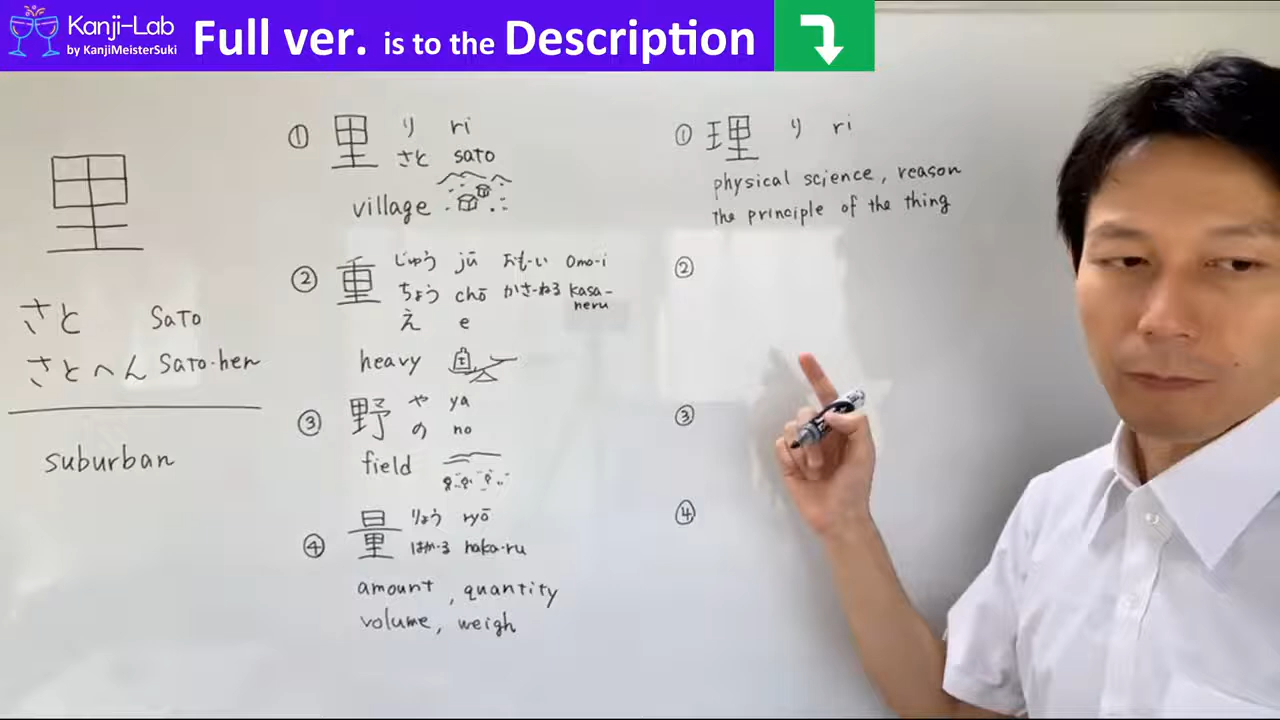 Kanji-Lab
by KanjiMeisterSuki
Full ver. is to the Description
里
さと Sato
さとへん Sato-hen
suburban
① 里 り ri
さと sato
village
② 重 じゅう jū おも-い omo-i
ちょう chō かさ-ねる kasa-neru
え e
heavy
③ 野 や ya
の no
field
④ 量 りょう ryō
はか-る haka-ru
amount, quantity
volume, weigh
① 理 り ri
physical science, reason
the principle of the thing
②
③
④